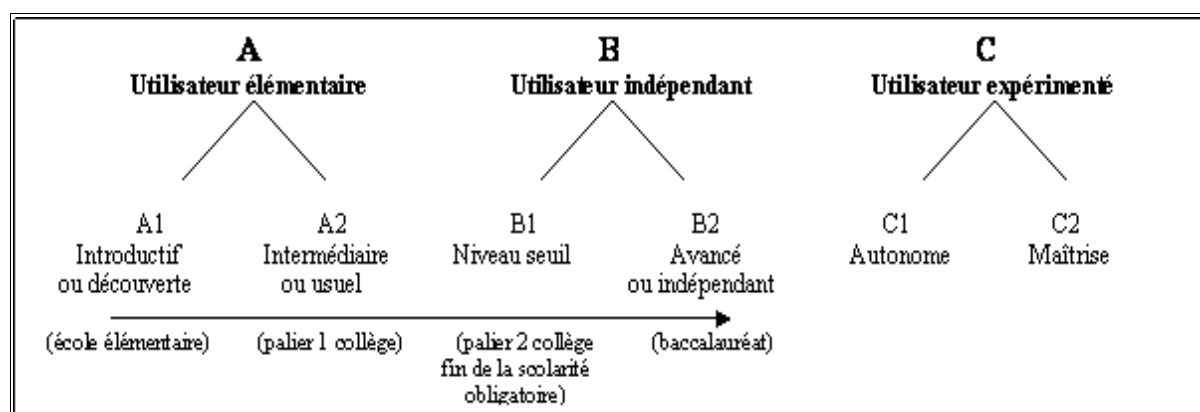 A
Utilisateur élémentaire
B
Utilisateur indépendant
C
Utilisateur expérimenté
A1
Introductif
ou découverte
A2
Intermédiaire
ou usuel
B1
Niveau seuil
B2
Avancé
ou indépendant
C1
Autonome
C2
Maîtrise
(école élémentaire)
(palier 1 collège)
(palier 2 collège
fin de la scolarité
obligatoire)
(baccalauréat)